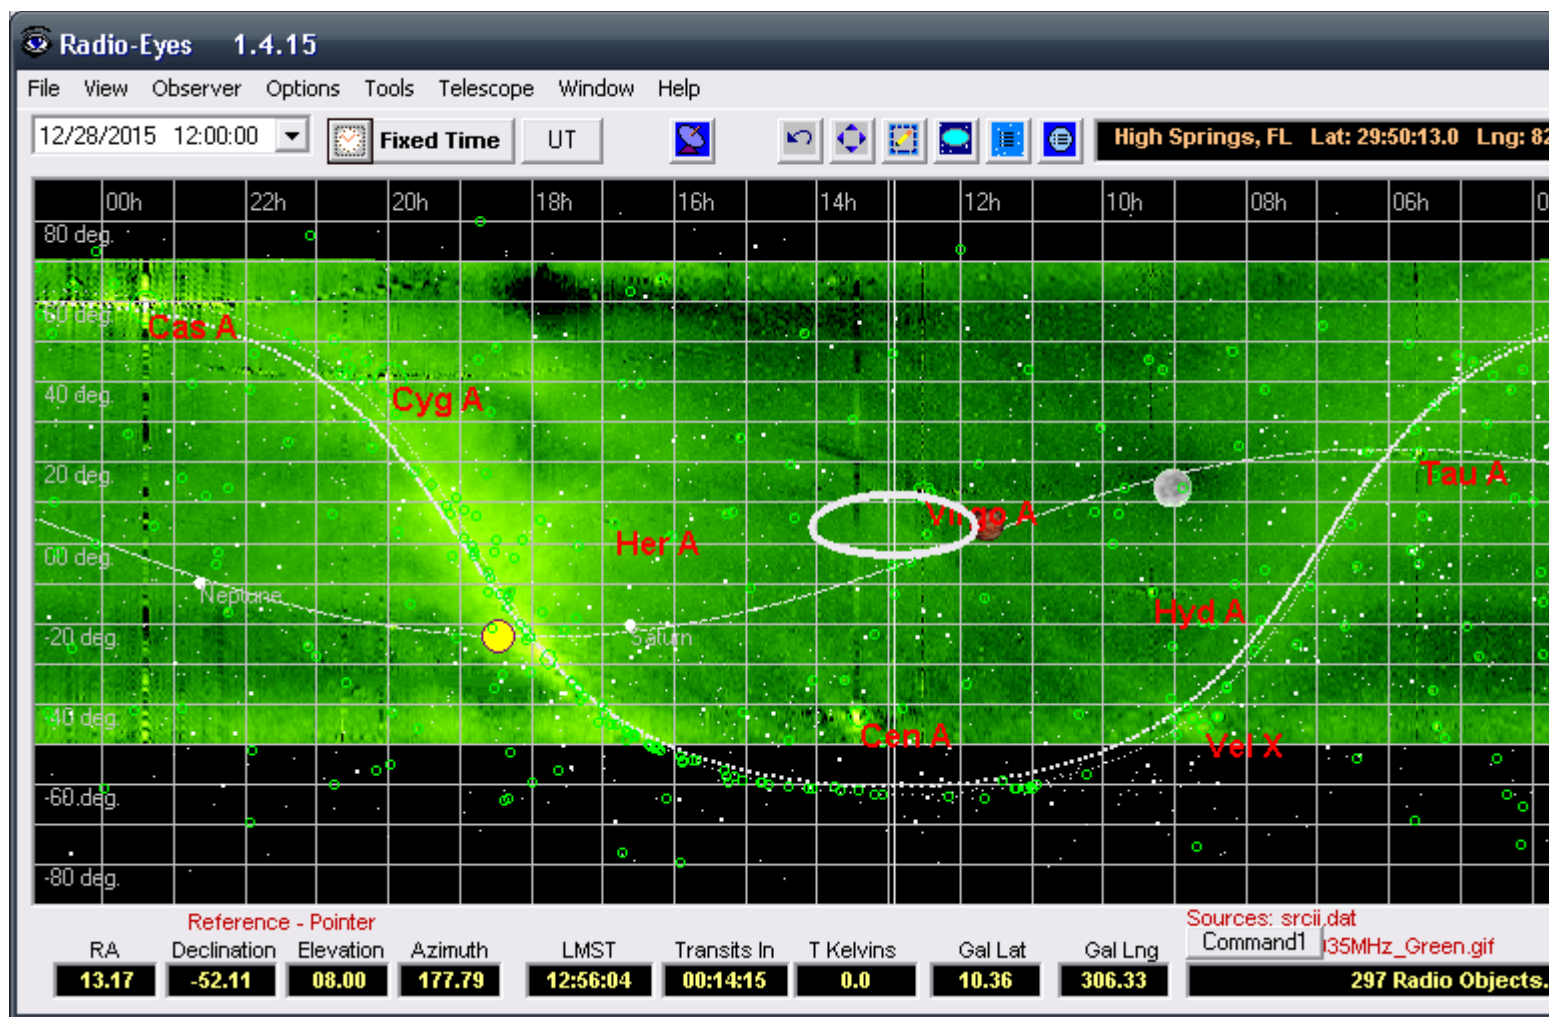 Radio-Eyes 1.4.15
File View Observer Options Tools Telescope Window Help
12/28/2015 12:00:00 Fixed Time UT High Springs, FL Lat: 29:50:13.0 Lng: 82
00h 22h 20h 18h 16h 14h 12h 10h 08h 06h 0
80 deg.
60 deg.
Cas A
40 deg.
Cyg A
20 deg.
Tau A
Virgo A
Her A
00 deg.
Neptune
Hyd A
-20 deg.
Saturn
-40 deg.
Cen A
Vel X
-60.deg.
-80 deg.
Reference - Pointer
Sources: srcii.dat
RA Declination Elevation Azimuth LMST Transits In T Kelvins Gal Lat Gal Lng Command1 035MHz_Green.gif
13.17 -52.11 08.00 177.79 12:56:04 00:14:15 0.0 10.36 306.33 297 Radio Objects.